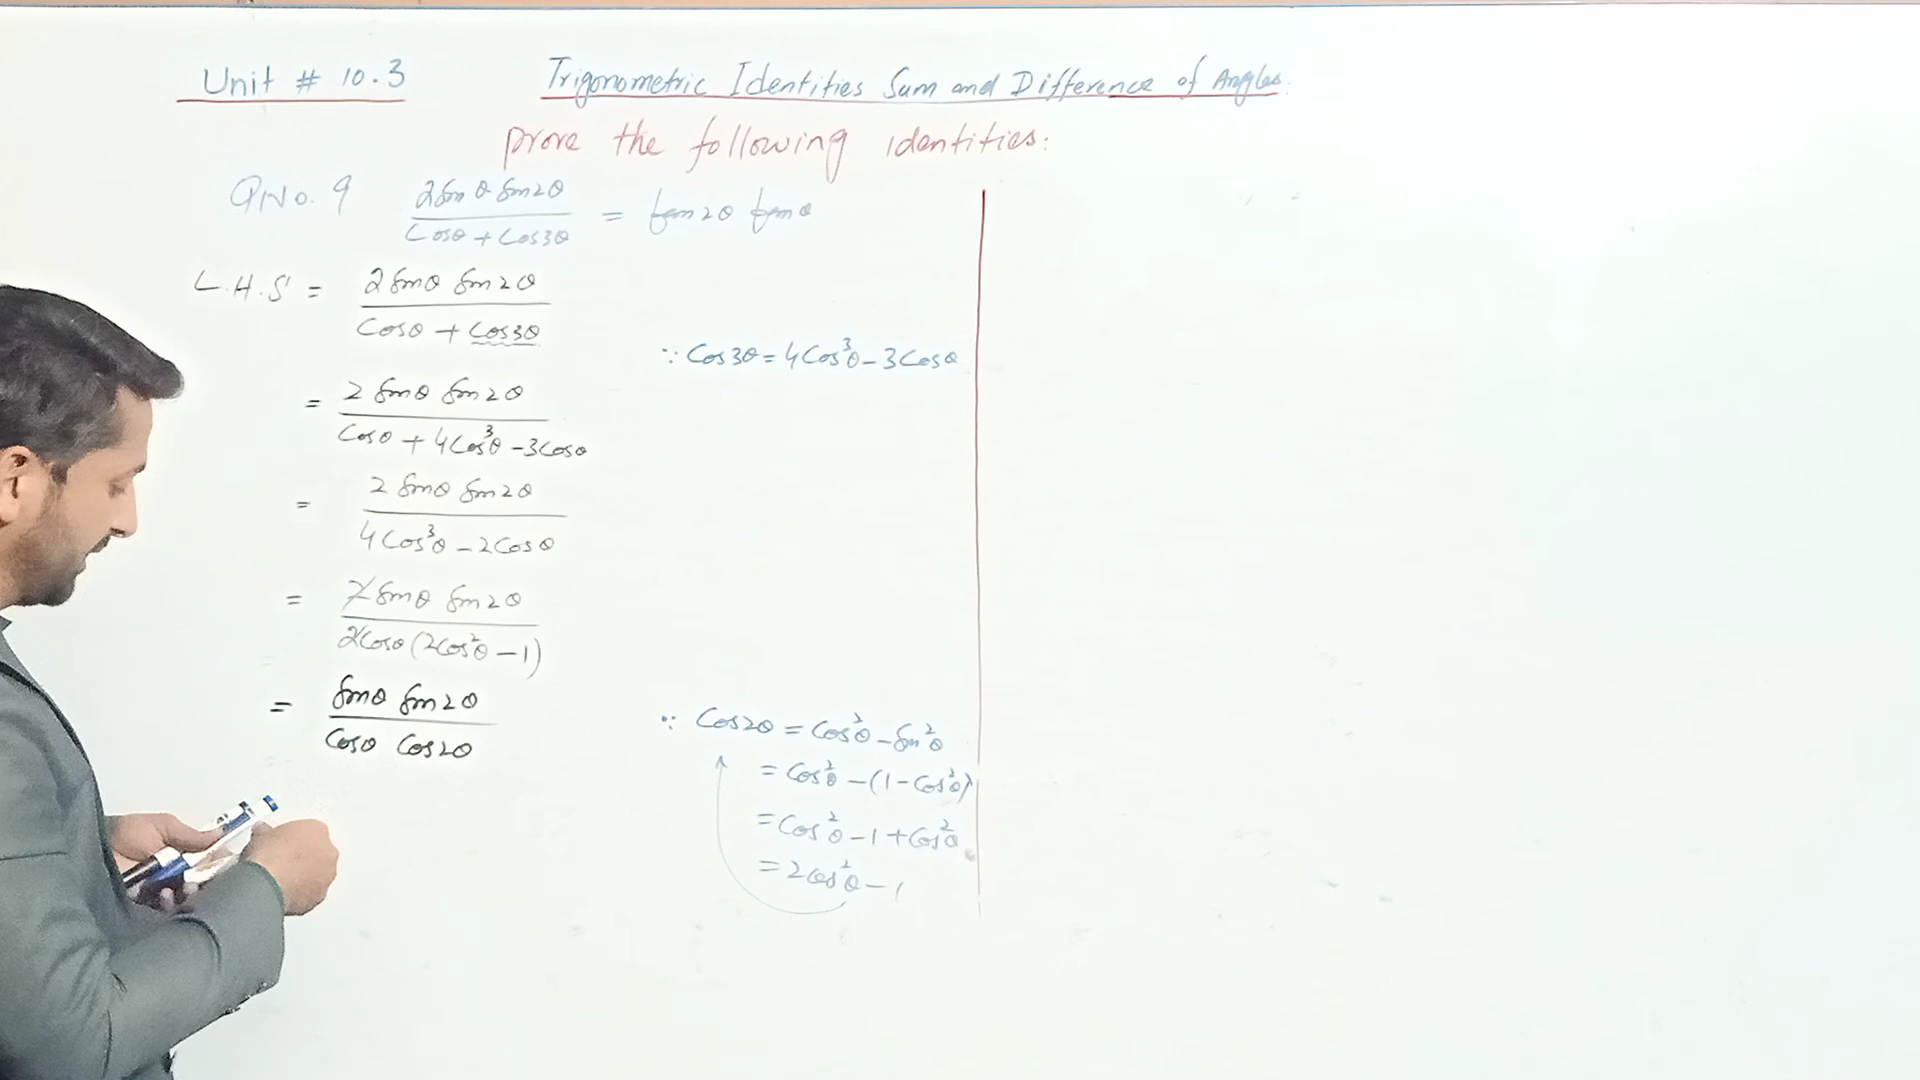 Unit # 10.3 Trigonometric Identities Sum and Difference of Angles.
Prove the following identities:
QNo. 9 2Sinθ Sin2θ / Cosθ + Cos3θ = tan2θ tanθ
L.H.S = 2Sinθ Sin2θ / Cosθ + Cos3θ
∵ Cos3θ = 4Cos³θ - 3Cosθ
= 2Sinθ Sin2θ / Cosθ + 4Cos³θ - 3Cosθ
= 2Sinθ Sin2θ / 4Cos³θ - 2Cosθ
= 2Sinθ Sin2θ / 2Cosθ (2Cos²θ - 1)
= Sinθ Sin2θ / Cosθ Cos2θ
∵ Cos2θ = Cos²θ - Sin²θ
= Cos²θ - (1 - Cos²θ)
= Cos²θ - 1 + Cos²θ
= 2Cos²θ - 1